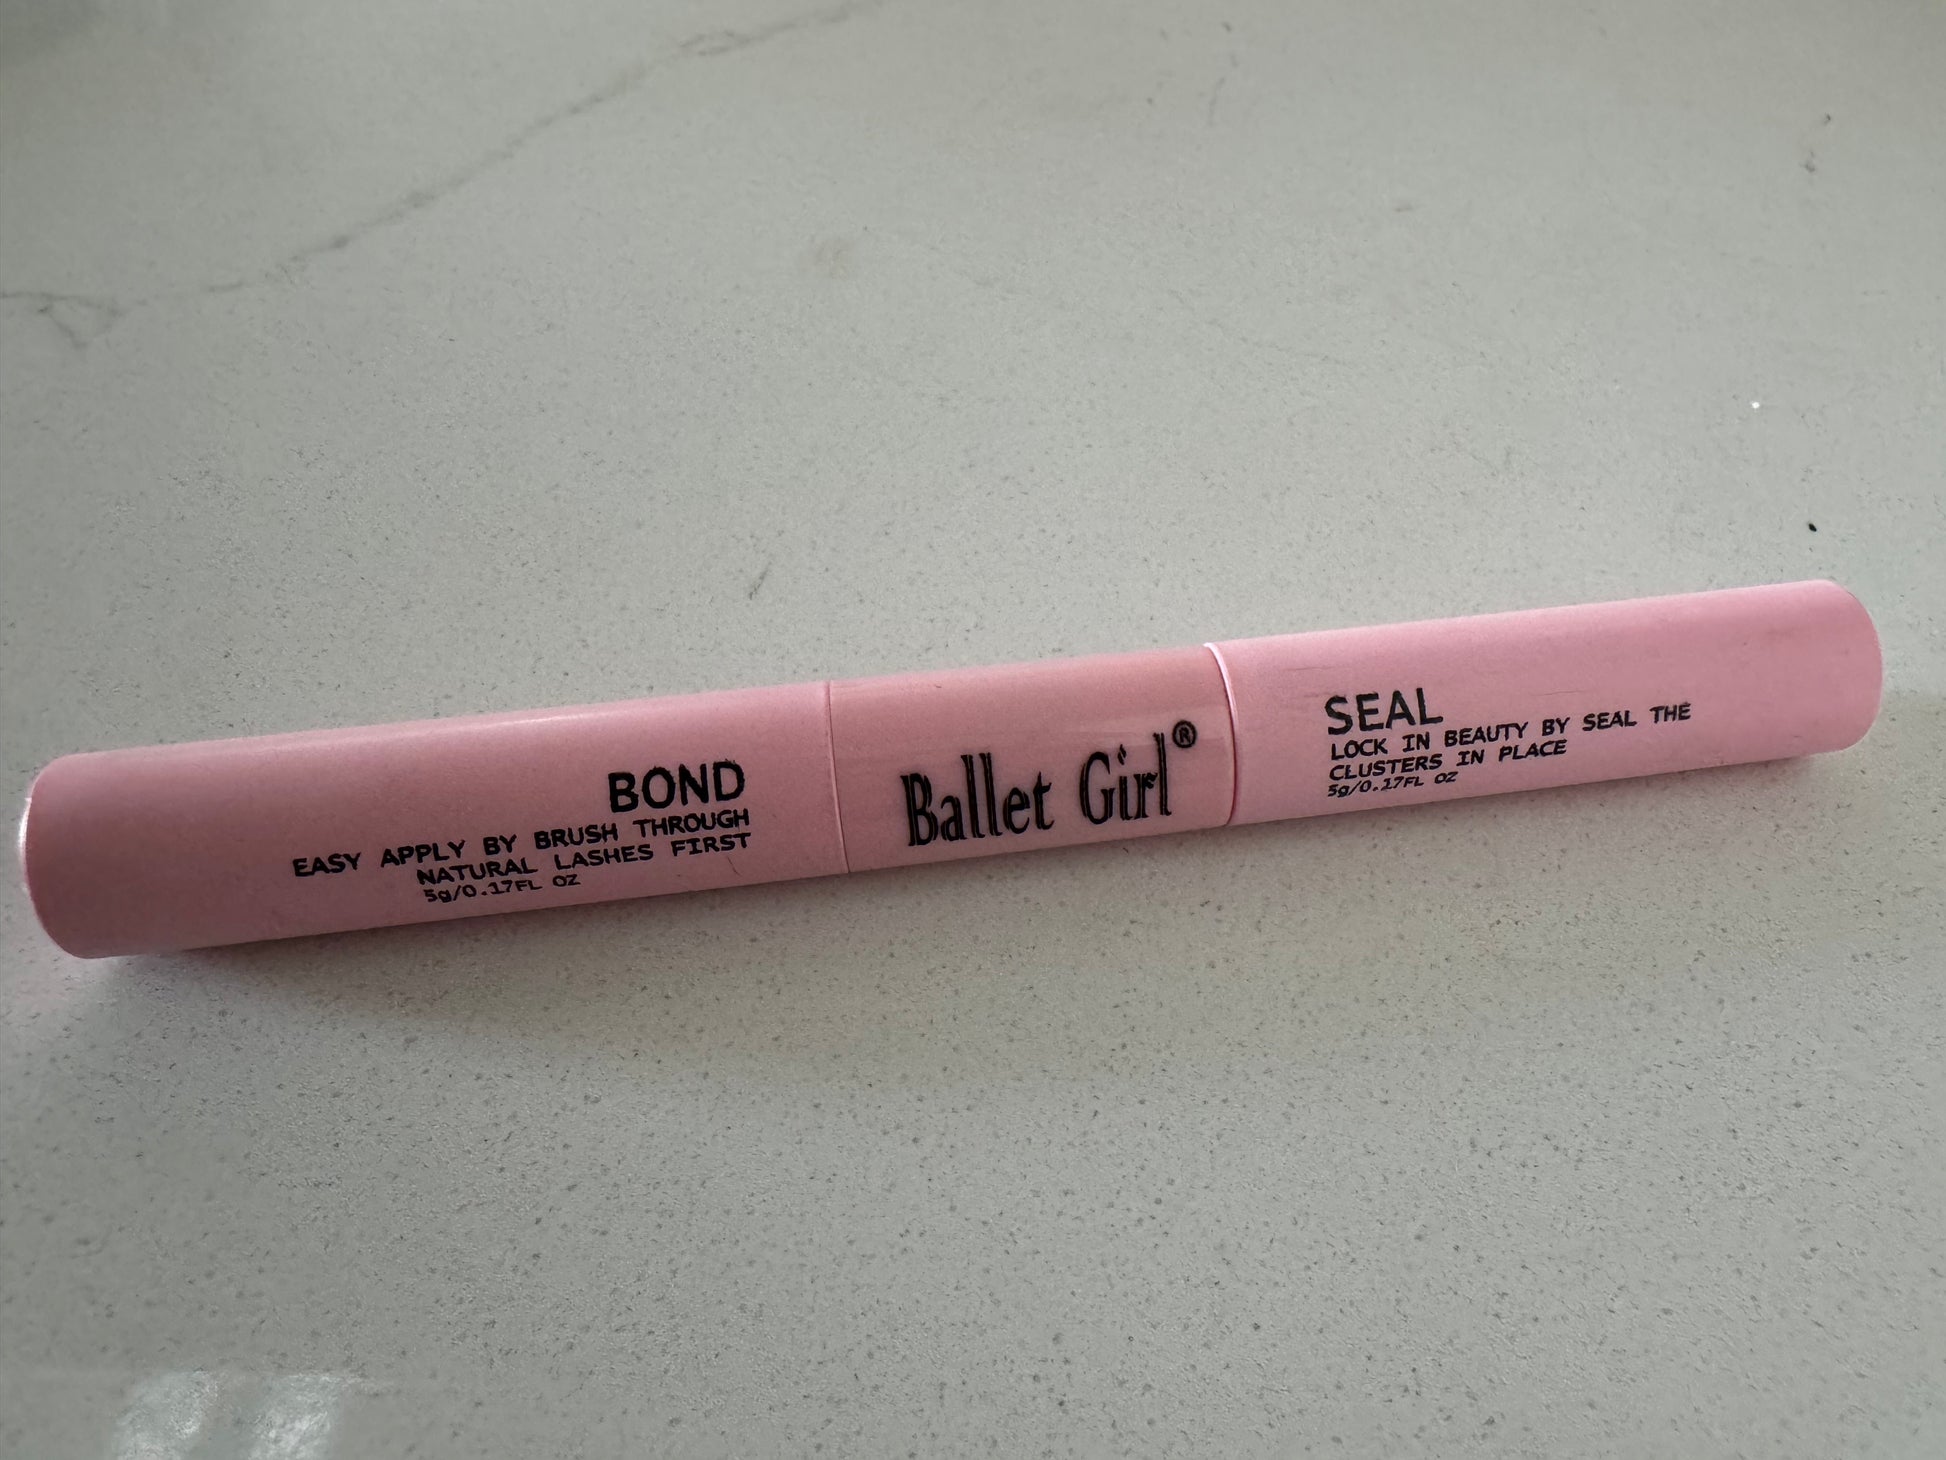 BOND
EASY APPLY BY BRUSH THROUGH
NATURAL LASHES FIRST
5g/0.17FL OZ
Ballet Girl®
SEAL
LOCK IN BEAUTY BY SEAL THE
CLUSTERS IN PLACE
5g/0.17FL OZ